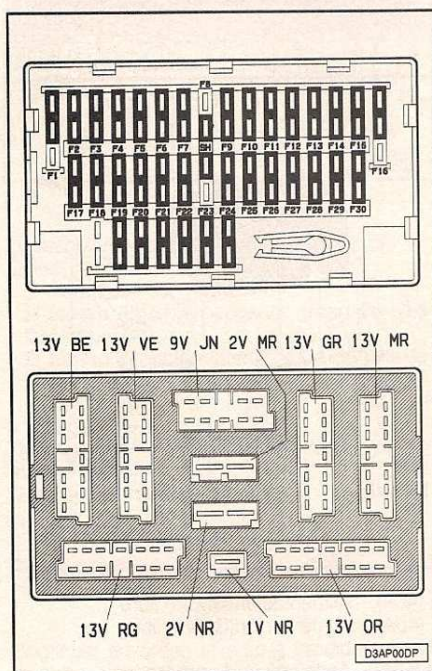 F8
F2 F3 F4 F5 F6 F7 SH F9 F10 F11 F12 F13 F14 F15
F1 F16
F17 F18 F19 F20 F21 F22 F23 F24 F25 F26 F27 F28 F29 F30
13V BE 13V VE 9V JN 2V MR 13V GR 13V MR
13V RG 2V NR 1V NR 13V OR
D3AP00DP